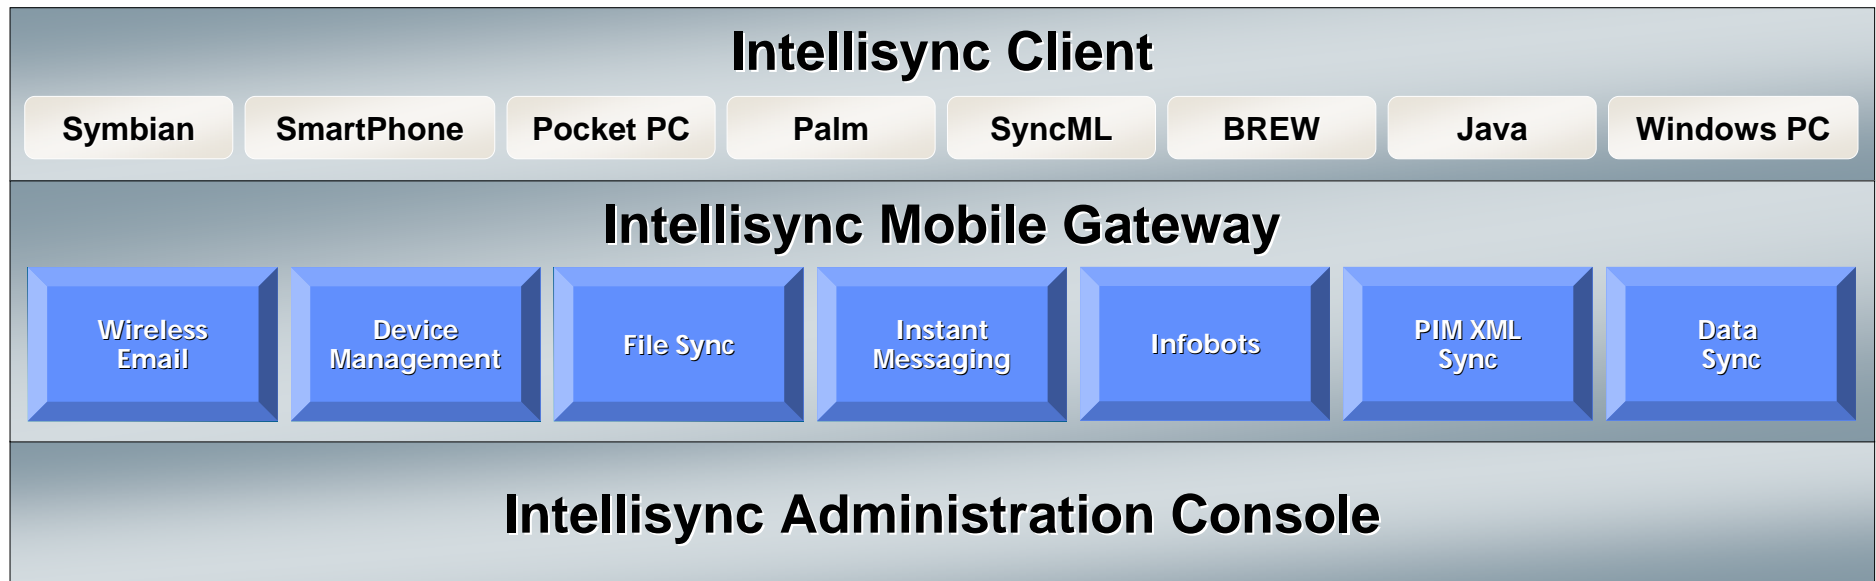 Intellisync Client
Symbian
SmartPhone
Pocket PC
Palm
SyncML
BREW
Java
Windows PC
Intellisync Mobile Gateway
Wireless
Email
Device
Management
File Sync
Instant
Messaging
Infobots
PIM XML
Sync
Data
Sync
Intellisync Administration Console